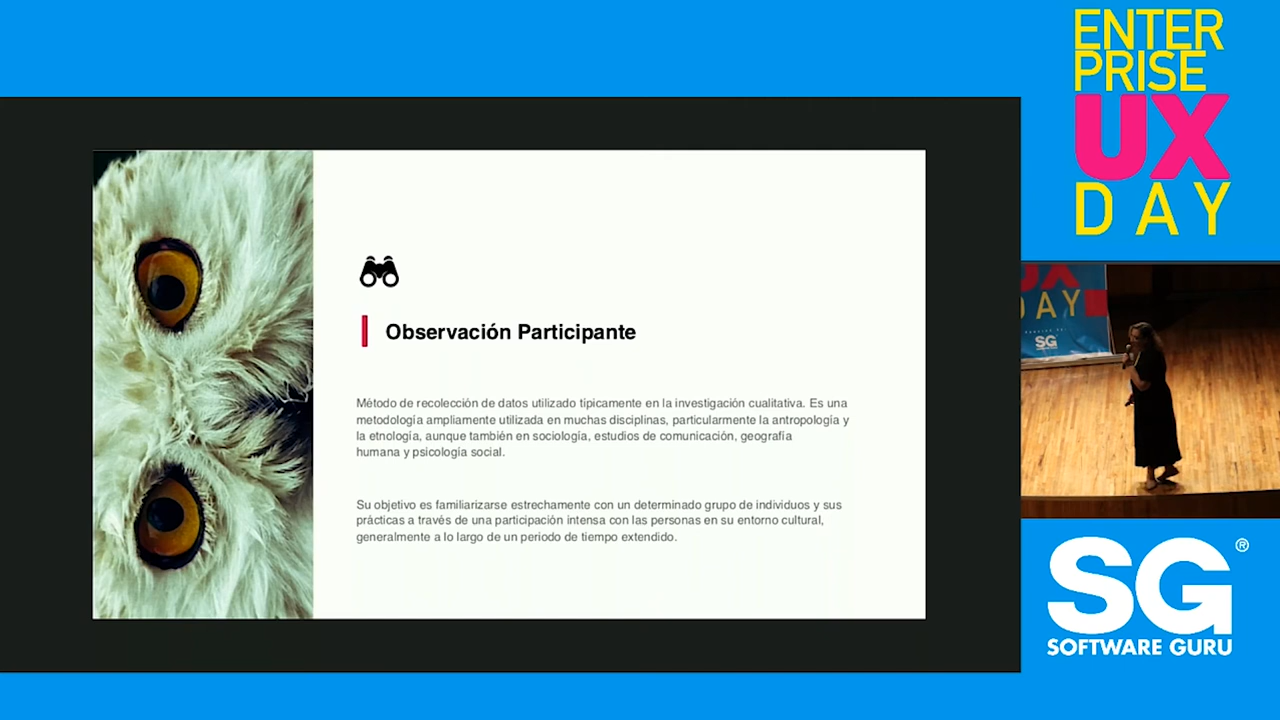 ENTER
PRISE
UX
DAY
Observación Participante
Método de recolección de datos utilizado típicamente en la investigación cualitativa. Es una
metodología ampliamente utilizada en muchas disciplinas, particularmente la antropología y
la etnología, aunque también en sociología, estudios de comunicación, geografía
humana y psicología social.
Su objetivo es familiarizarse estrechamente con un determinado grupo de individuos y sus
prácticas a través de una participación intensa con las personas en su entorno cultural,
generalmente a lo largo de un periodo de tiempo extendido.
UX
DAY
SG
SG®
SOFTWARE GURU